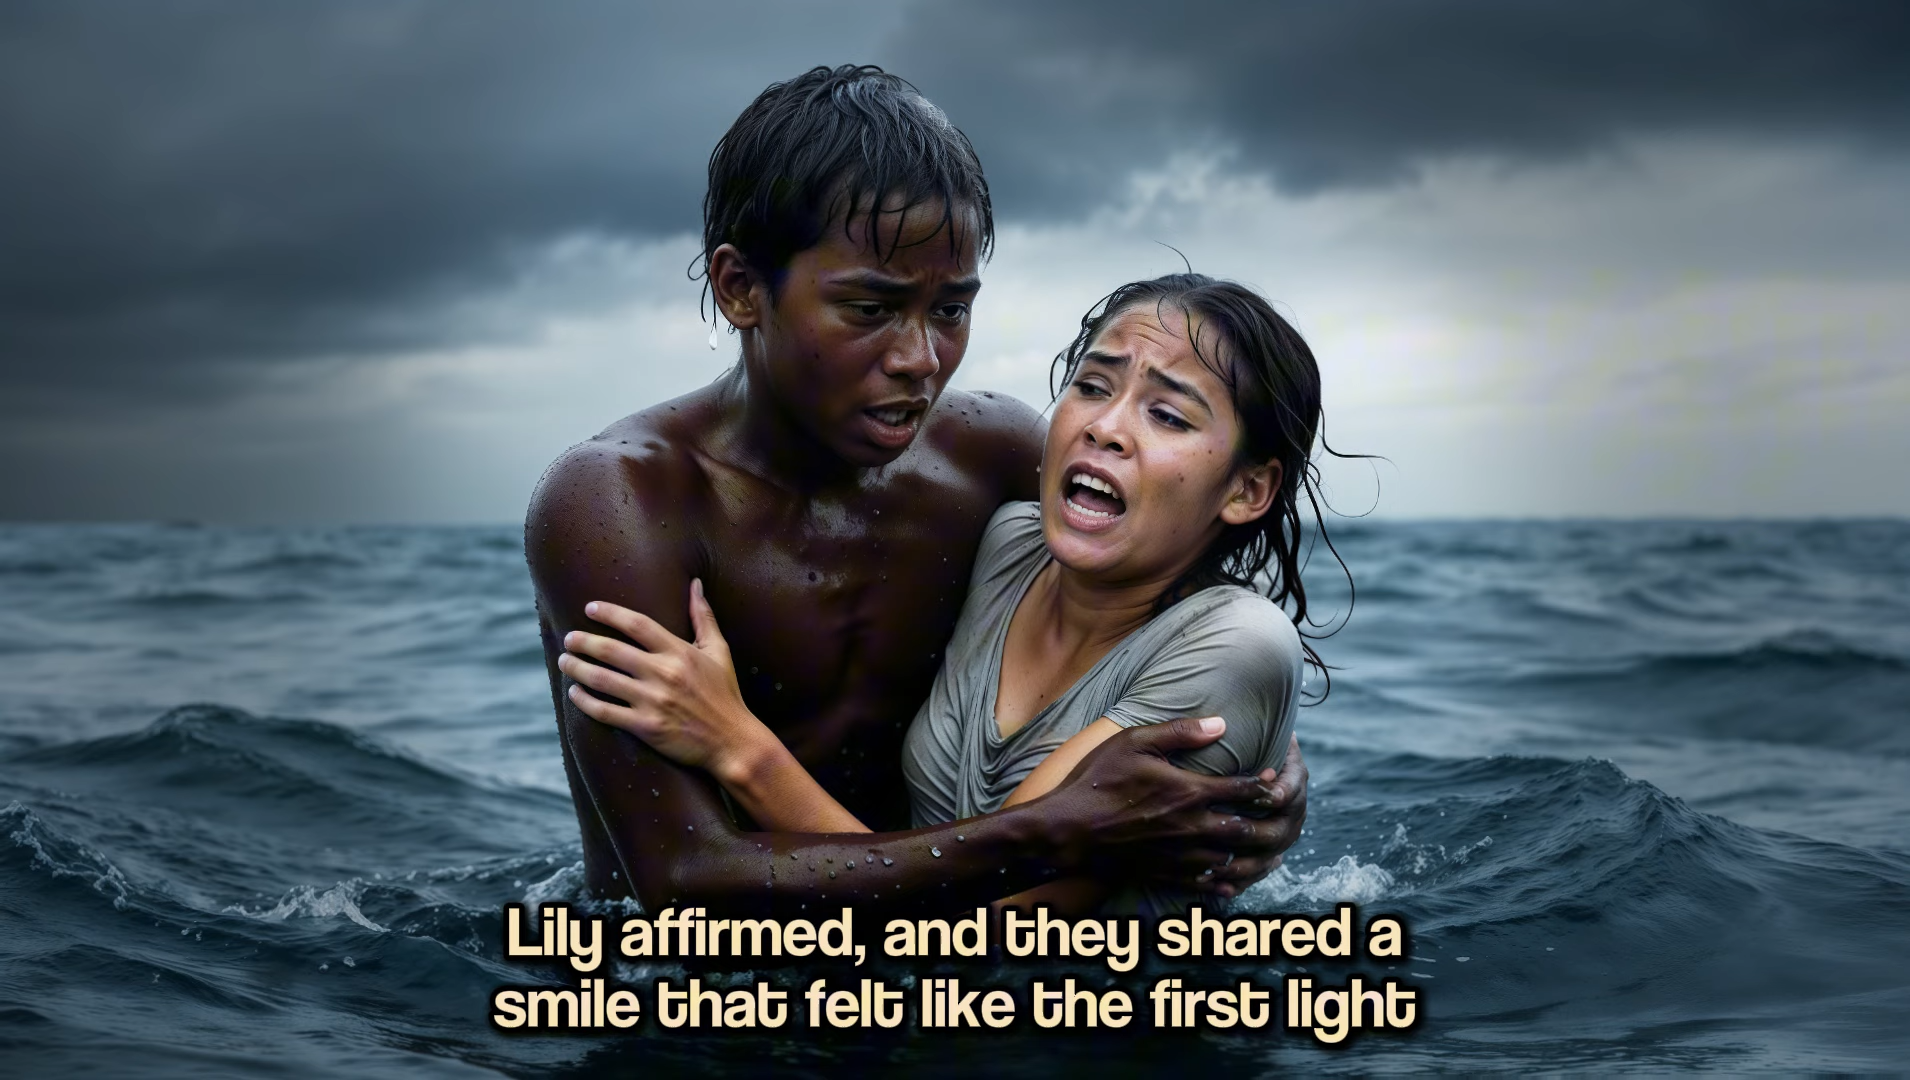 Lily affirmed, and they shared a
smile that felt like the first light